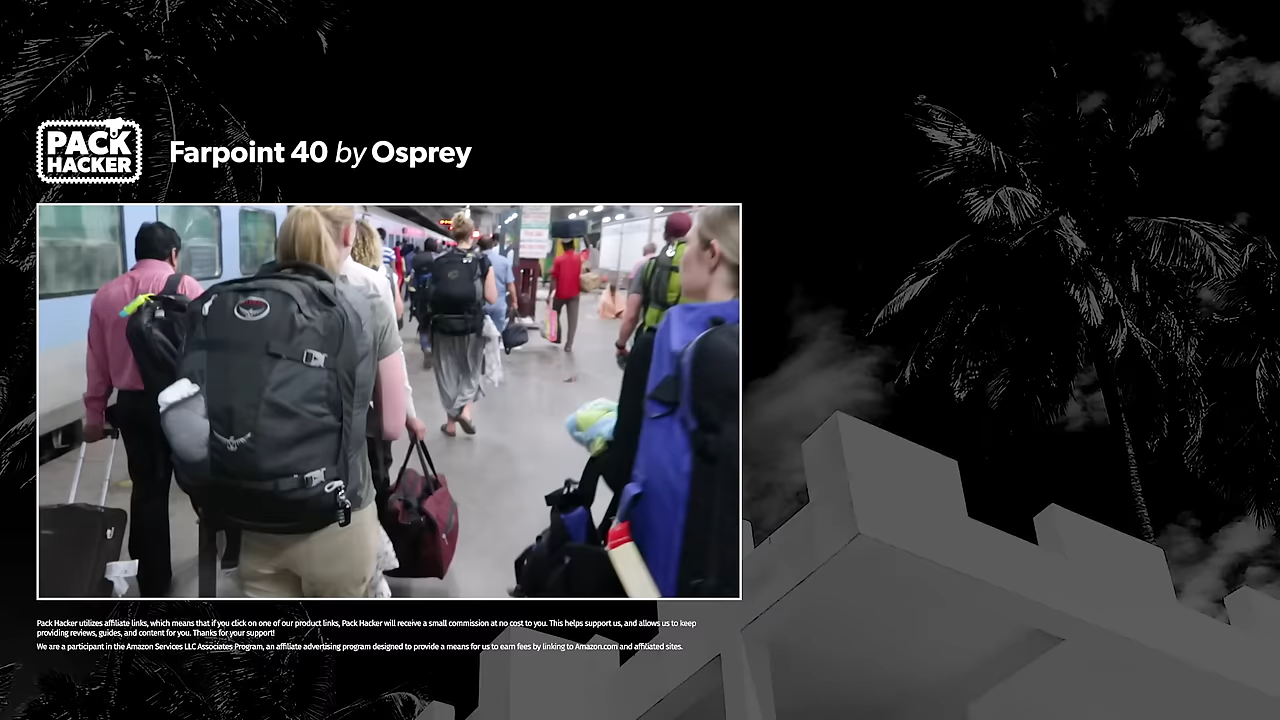 PACK
HACKER
Farpoint 40 by Osprey
Pack Hacker utilizes affiliate links, which means that if you click on one of our product links, Pack Hacker will receive a small commission at no cost to you. This helps support us, and allows us to keep
providing reviews, guides, and content for you. Thanks for your support!
We are a participant in the Amazon Services LLC Associates Program, an affiliate advertising program designed to provide a means for us to earn fees by linking to Amazon.com and affiliated sites.